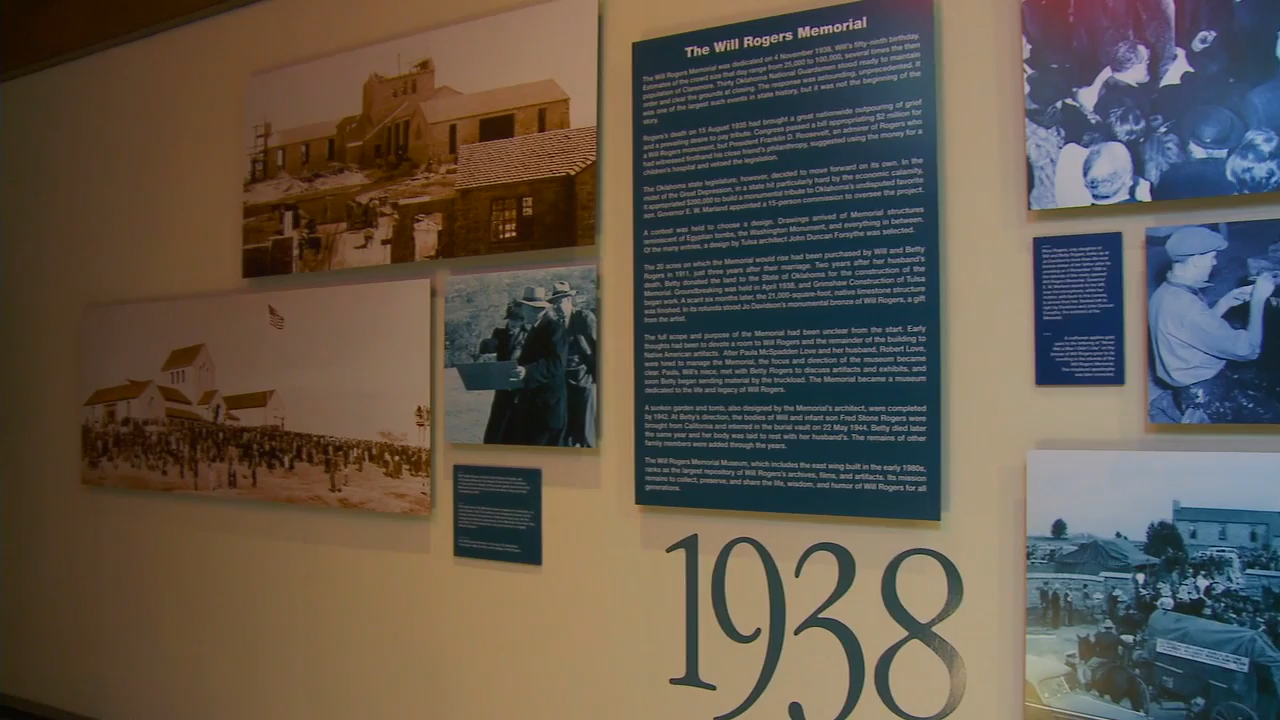 The Will Rogers Memorial
The Will Rogers Memorial was dedicated on 4 November 1938, Will's fifty-ninth birthday.
Estimates of the crowd size that day range from 25,000 to 100,000, several times the then
population of Claremore. Thirty Oklahoma National Guardsmen stood ready to maintain
order and clear the grounds at closing. The response was astounding, unprecedented. It
was one of the largest such events in state history, but it was not the beginning of the
story.
Rogers's death on 15 August 1935 had brought a great nationwide outpouring of grief
and a prevailing desire to pay tribute. Congress passed a bill appropriating $2 million for
a Will Rogers monument, but President Franklin D. Roosevelt, an admirer of Rogers who
had witnessed firsthand his close friend's philanthropy, suggested using the money for a
children's hospital and vetoed the legislation.
The Oklahoma state legislature, however, decided to move forward on its own. In the
midst of the Great Depression, in a state hit particularly hard by the economic calamity,
it appropriated $200,000 to build a monumental tribute to Oklahoma's undisputed favorite
son. Governor E. W. Marland appointed a 15-person commission to oversee the project.
A contest was held to choose a design. Drawings arrived of Memorial structures
reminiscent of Egyptian tombs, the Washington Monument, and everything in between.
Of the many entries, a design by Tulsa architect John Duncan Forsythe was selected.
The 20 acres on which the Memorial would rise had been purchased by Will and Betty
Rogers in 1911, just three years after their marriage. Two years after her husband's
death, Betty donated the land to the State of Oklahoma for the construction of the
Memorial. Groundbreaking was held in April 1938, and Grimshaw Construction of Tulsa
began work. A scant six months later, the 21,000-square-foot, native limestone structure
was finished. In its rotunda stood Jo Davidson's monumental bronze of Will Rogers, a gift
from the artist.
The full scope and purpose of the Memorial had been unclear from the start. Early
thoughts had been to devote a room to Will Rogers and the remainder of the building to
Native American artifacts. After Paula McSpadden Love and her husband, Robert Love,
were hired to manage the Memorial, the focus and direction of the museum became
clear. Paula, Will's niece, met with Betty Rogers to discuss artifacts and exhibits, and
soon Betty began sending material by the truckload. The Memorial became a museum
dedicated to the life and legacy of Will Rogers.
A sunken garden and tomb, also designed by the Memorial's architect, were completed
by 1942. At Betty's direction, the bodies of Will and infant son Fred Stone Rogers were
brought from California and interred in the burial vault on 22 May 1944. Betty died later
the same year and her body was laid to rest with her husband's. The remains of other
family members were added through the years.
The Will Rogers Memorial Museum, which includes the east wing built in the early 1980s,
ranks as the largest repository of Will Rogers's archives, films, and artifacts. Its mission
remains to collect, preserve, and share the life, wisdom, and humor of Will Rogers for all
generations.
1938